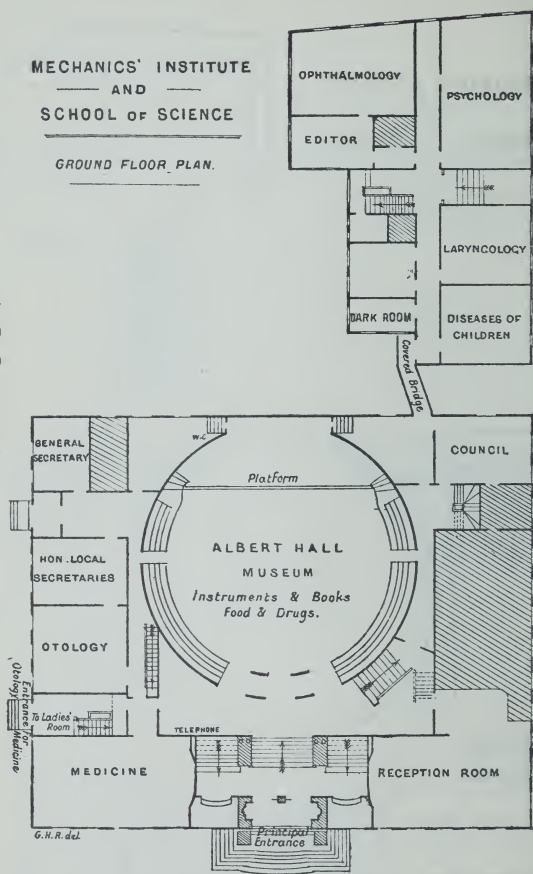 MECHANICS' INSTITUTE
AND
SCHOOL OF SCIENCE
GROUND FLOOR PLAN.
OPHTHALMOLOGY
PSYCHOLOGY
EDITOR
LARYNCOLOGY
DARK ROOM
DISEASES OF
CHILDREN
Covered Bridge
GENERAL
SECRETARY
W.C
COUNCIL
Platform
ALBERT HALL
MUSEUM
Instruments & Books
Food & Drugs.
HON. LOCAL
SECRETARIES
OTOLOGY
Entrance for
Otology
Medicine
To Ladies'
Room
TELEPHONE
MEDICINE
RECEPTION ROOM
Principal
Entrance
G.H.R. del.